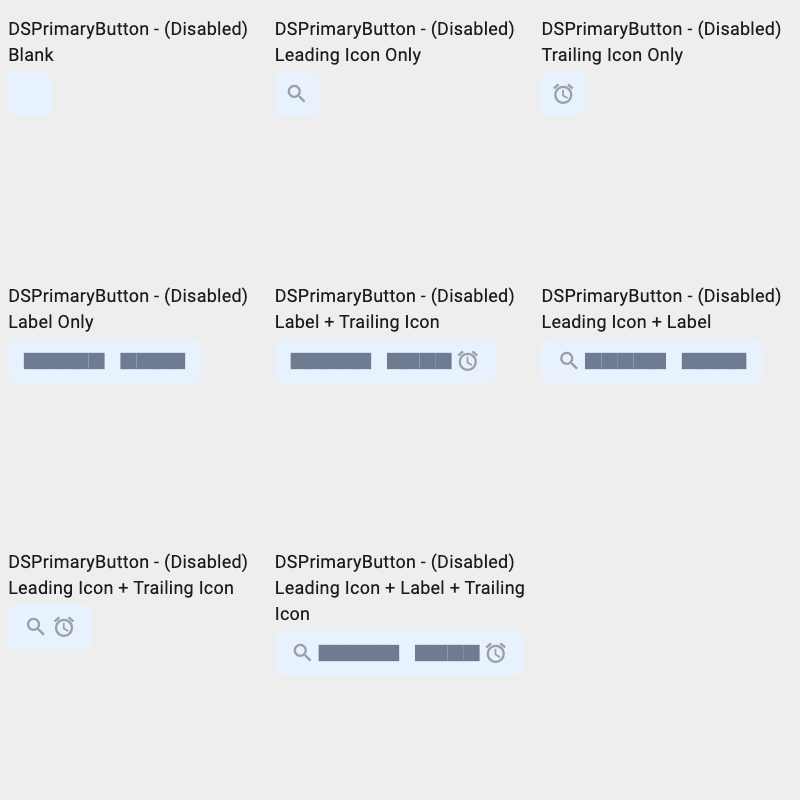 DSPrimaryButton - (Disabled)
Blank
DSPrimaryButton - (Disabled)
Leading Icon Only
DSPrimaryButton - (Disabled)
Trailing Icon Only
DSPrimaryButton - (Disabled)
Label Only
DSPrimaryButton - (Disabled)
Label + Trailing Icon
DSPrimaryButton - (Disabled)
Leading Icon + Label
DSPrimaryButton - (Disabled)
Leading Icon + Trailing Icon
DSPrimaryButton - (Disabled)
Leading Icon + Label + Trailing
Icon